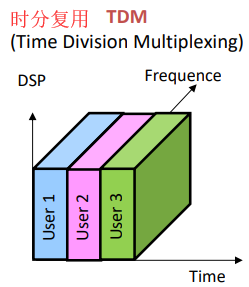 时分复用 TDM
(Time Division Multiplexing)
DSP
Frequence
User 1
User 2
User 3
Time